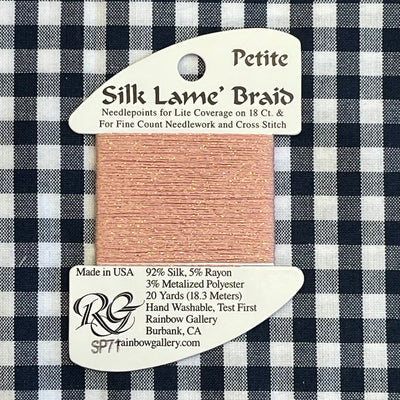 Petite
Silk Lame' Braid
Needlepoints for Lite Coverage on 18 Ct. &
For Fine Count Needlework and Cross Stitch
Made in USA
92% Silk, 5% Rayon
3% Metalized Polyester
20 Yards (18.3 Meters)
Hand Washable, Test First
Rainbow Gallery
Burbank, CA
rainbowgallery.com
RG
SP71